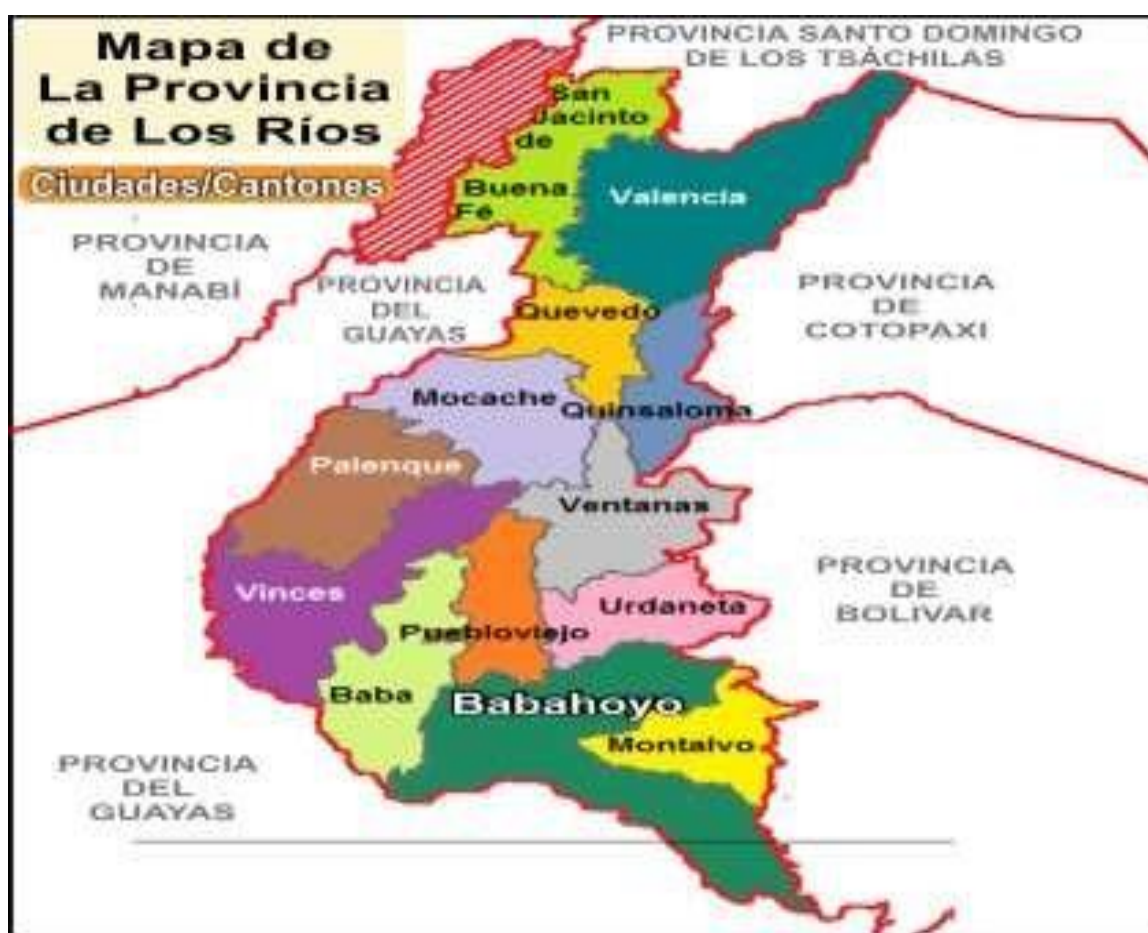 Mapa de
La Provincia
de Los Ríos
Ciudades/Cantones
PROVINCIA SANTO DOMINGO
DE LOS TSÁCHILAS
San
Jacinto
de
Buena
Fé
Valencia
PROVINCIA
DE
MANABÍ
PROVINCIA
DEL
GUAYAS
PROVINCIA
DE
COTOPAXI
Quevedo
Mocache
Quinsaloma
Palenque
Ventanas
PROVINCIA
DE
BOLIVAR
Vinces
Urdaneta
Puebloviejo
Baba
Babahoyo
Montalvo
PROVINCIA
DEL
GUAYAS